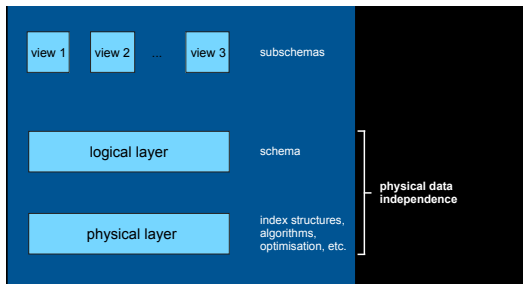 view 1 view 2 ... view 3 subschemas
logical layer schema
physical data
independence
physical layer
index structures,
algorithms,
optimisation, etc.